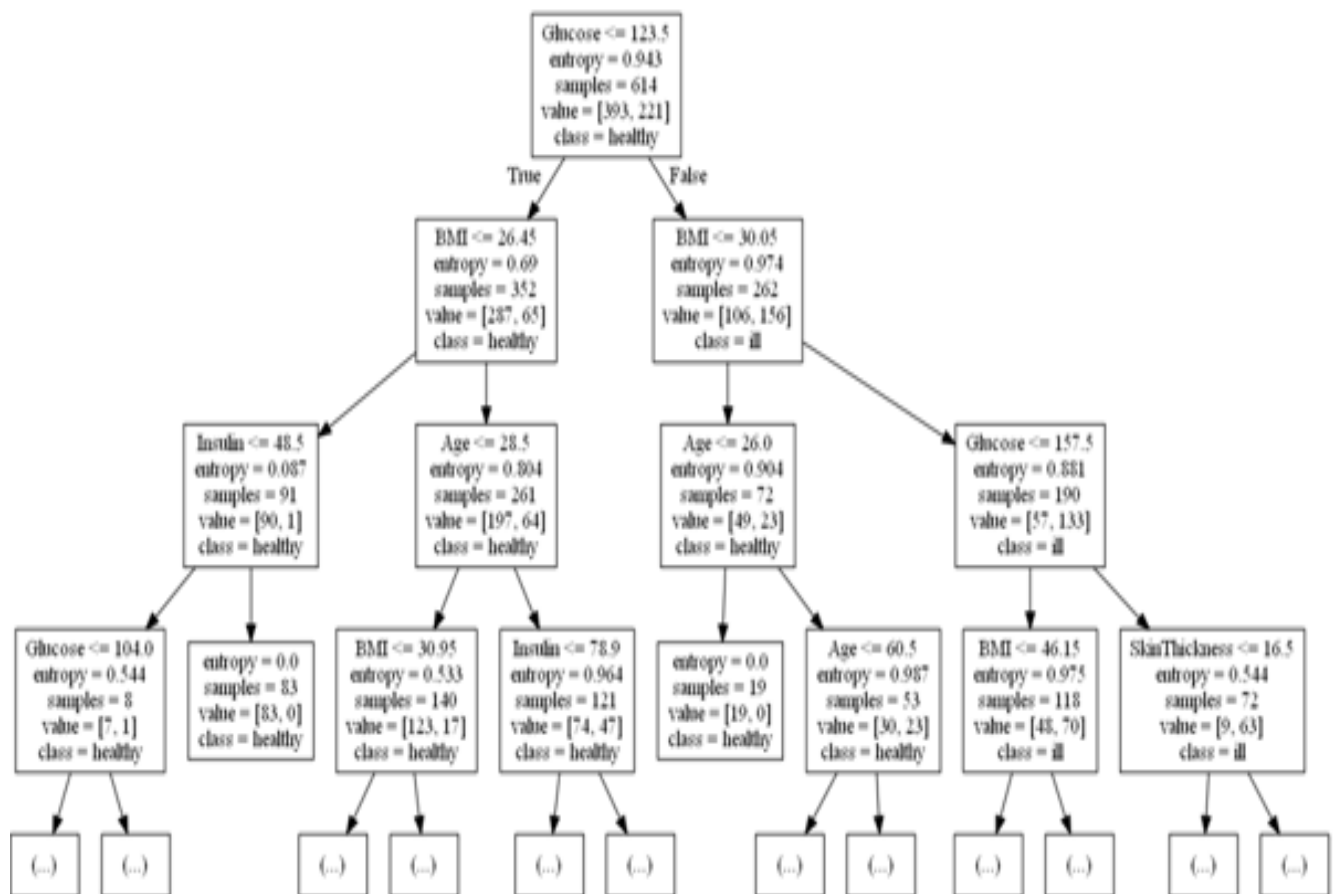 Glucose <= 123.5
entropy = 0.943
samples = 614
value = [393, 221]
class = healthy
True
False
BMI <= 26.45
entropy = 0.69
samples = 352
value = [287, 65]
class = healthy
BMI <= 30.05
entropy = 0.974
samples = 262
value = [106, 156]
class = ill
Insulin <= 48.5
entropy = 0.087
samples = 91
value = [90, 1]
class = healthy
Age <= 28.5
entropy = 0.804
samples = 261
value = [197, 64]
class = healthy
Age <= 26.0
entropy = 0.904
samples = 72
value = [49, 23]
class = healthy
Glucose <= 157.5
entropy = 0.881
samples = 190
value = [57, 133]
class = ill
Glucose <= 104.0
entropy = 0.544
samples = 8
value = [7, 1]
class = healthy
entropy = 0.0
samples = 83
value = [83, 0]
class = healthy
BMI <= 30.95
entropy = 0.533
samples = 140
value = [123, 17]
class = healthy
Insulin <= 78.9
entropy = 0.964
samples = 121
value = [74, 47]
class = healthy
entropy = 0.0
samples = 19
value = [19, 0]
class = healthy
Age <= 60.5
entropy = 0.987
samples = 53
value = [30, 23]
class = healthy
BMI <= 46.15
entropy = 0.975
samples = 118
value = [48, 70]
class = ill
SkinThickness <= 16.5
entropy = 0.544
samples = 72
value = [9, 63]
class = ill
(...)
(...)
(...)
(...)
(...)
(...)
(...)
(...)
(...)
(...)
(...)
(...)